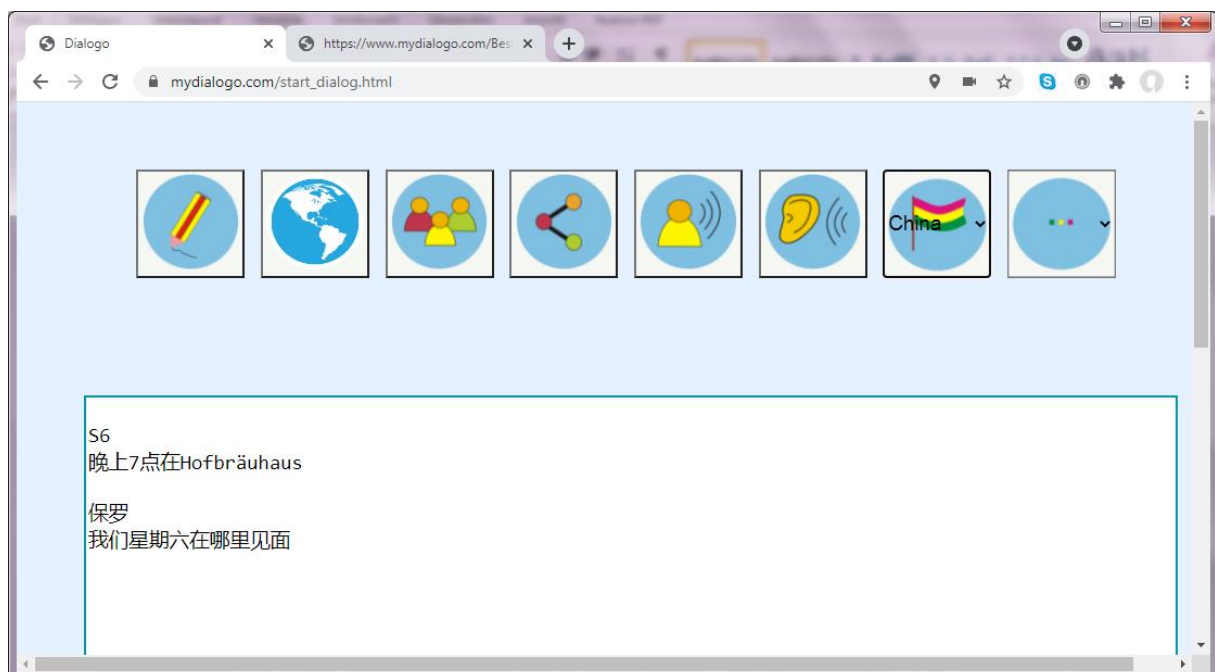 Dialogo
https://www.mydialogo.com/Bes
mydialogo.com/start_dialog.html
China
S6
晚上7点在Hofbräuhaus
保罗
我们星期六在哪里见面